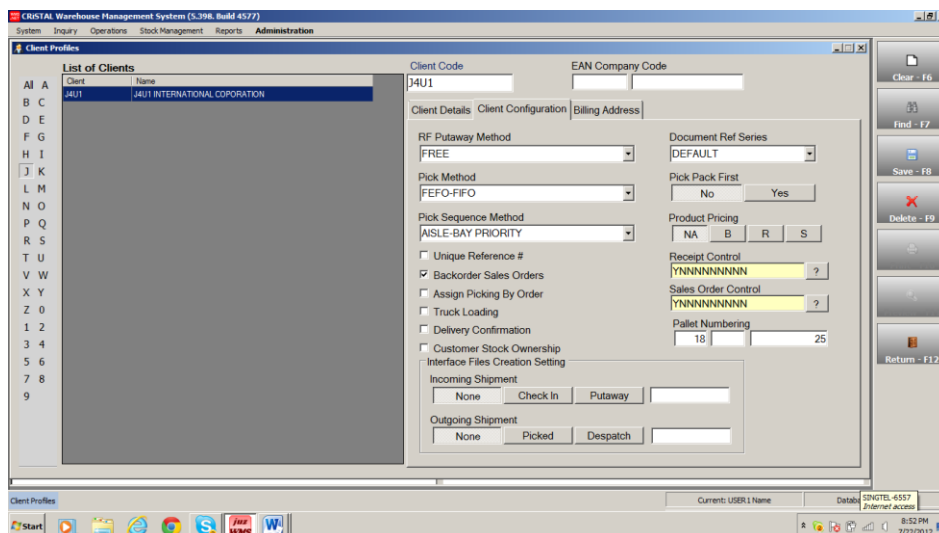 CRiSTAL Warehouse Management System (5.398. Build 4577)
System Inquiry Operations Stock Management Reports Administration
Client Profiles
List of Clients
Client Name
J4U1 J4U1 INTERNATIONAL COPORATION
All A
B C
D E
F G
H I
J K
L M
N O
P Q
R S
T U
V W
X Y
Z 0
1 2
3 4
5 6
7 8
9
Client Code EAN Company Code
J4U1
Client Details Client Configuration Billing Address
RF Putaway Method
FREE
Pick Method
FEFO-FIFO
Pick Sequence Method
AISLE-BAY PRIORITY
Unique Reference #
Backorder Sales Orders
Assign Picking By Order
Truck Loading
Delivery Confirmation
Customer Stock Ownership
Document Ref Series
DEFAULT
Pick Pack First
No Yes
Product Pricing
NA B R S
Receipt Control
YNNNNNNNNN ?
Sales Order Control
YNNNNNNNNN ?
Pallet Numbering
18 25
Interface Files Creation Setting
Incoming Shipment
None Check In Putaway
Outgoing Shipment
None Picked Despatch
Clear - F6
Find - F7
Save - F8
Delete - F9
Return - F12
Client Profiles
Current: USER1 Name
SINGTEL-6557
Internet access
Start
juz
WMS
8:52 PM